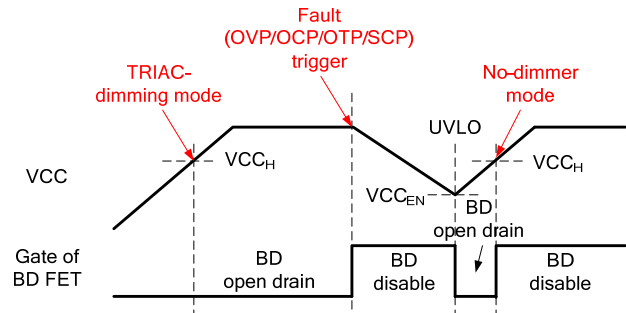 Fault
(OVP/OCP/OTP/SCP)
trigger
TRIAC-
dimming mode
No-dimmer
mode
UVLO
VCC
VCCH
VCCEN
VCCH
BD
open drain
Gate of
BD FET
BD
open drain
BD
disable
BD
disable